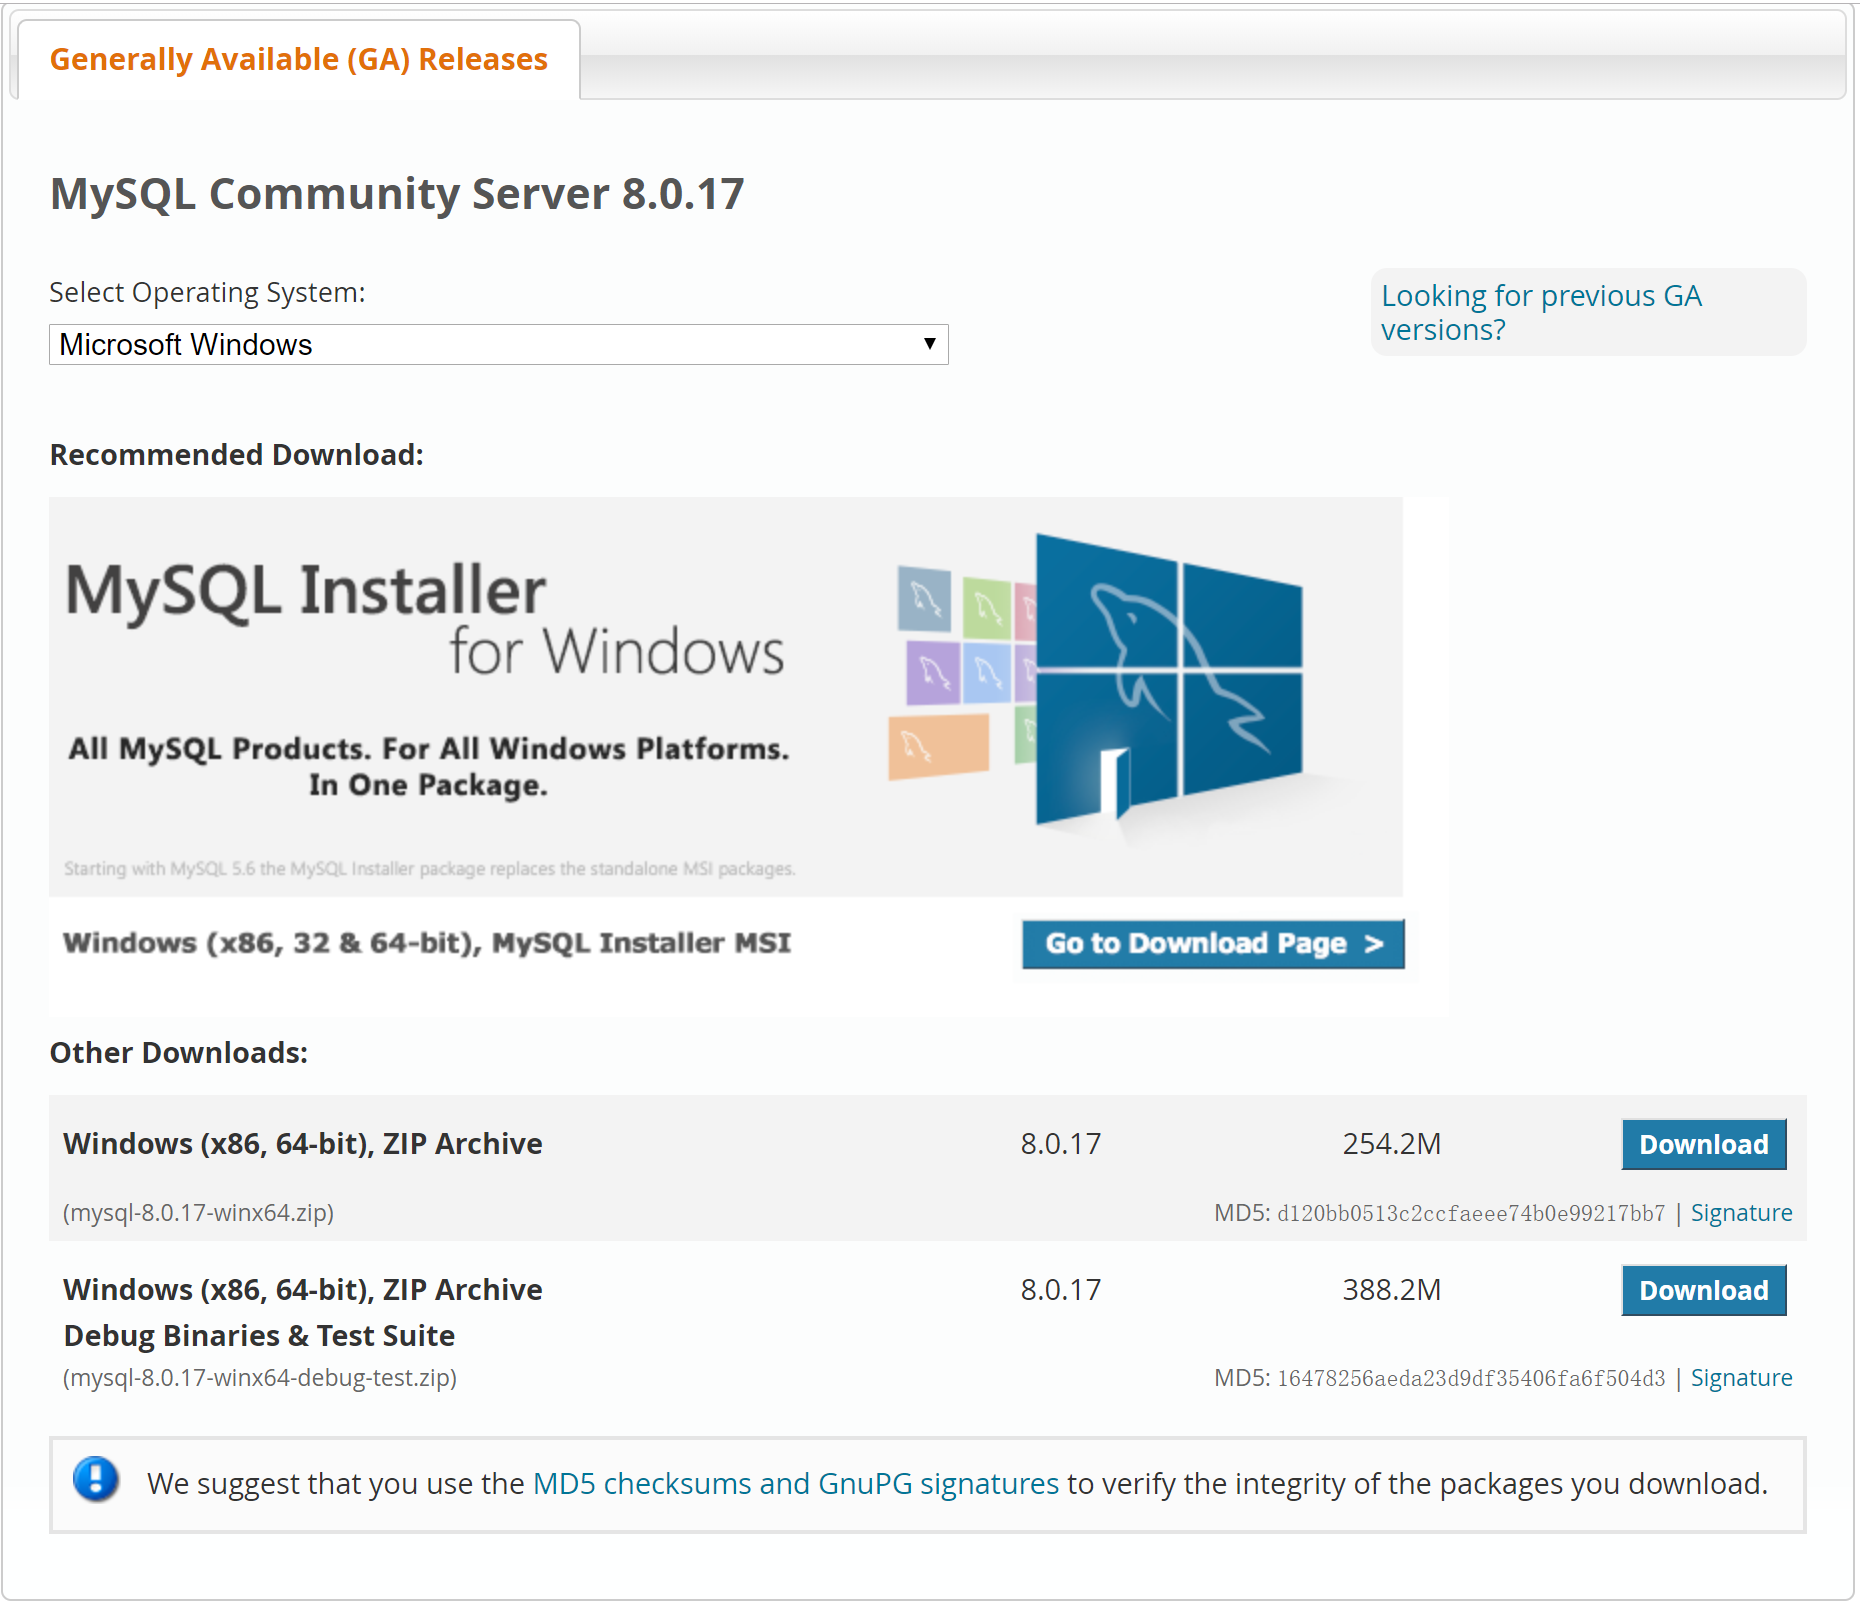 Generally Available (GA) Releases
MySQL Community Server 8.0.17
Select Operating System:
Microsoft Windows
Looking for previous GA
versions?
Recommended Download:
MySQL Installer
for Windows
All MySQL Products. For All Windows Platforms.
In One Package.
Starting with MySQL 5.6 the MySQL Installer package replaces the standalone MSI packages.
Windows (x86, 32 & 64-bit), MySQL Installer MSI
Go to Download Page >
Other Downloads:
Windows (x86, 64-bit), ZIP Archive 8.0.17 254.2M Download
(mysql-8.0.17-winx64.zip) MD5: d120bb0513c2ccfaeee74b0e99217bb7 | Signature
Windows (x86, 64-bit), ZIP Archive 8.0.17 388.2M Download
Debug Binaries & Test Suite
(mysql-8.0.17-winx64-debug-test.zip) MD5: 16478256aeda23d9df35406fa6f504d3 | Signature
We suggest that you use the MD5 checksums and GnuPG signatures to verify the integrity of the packages you download.